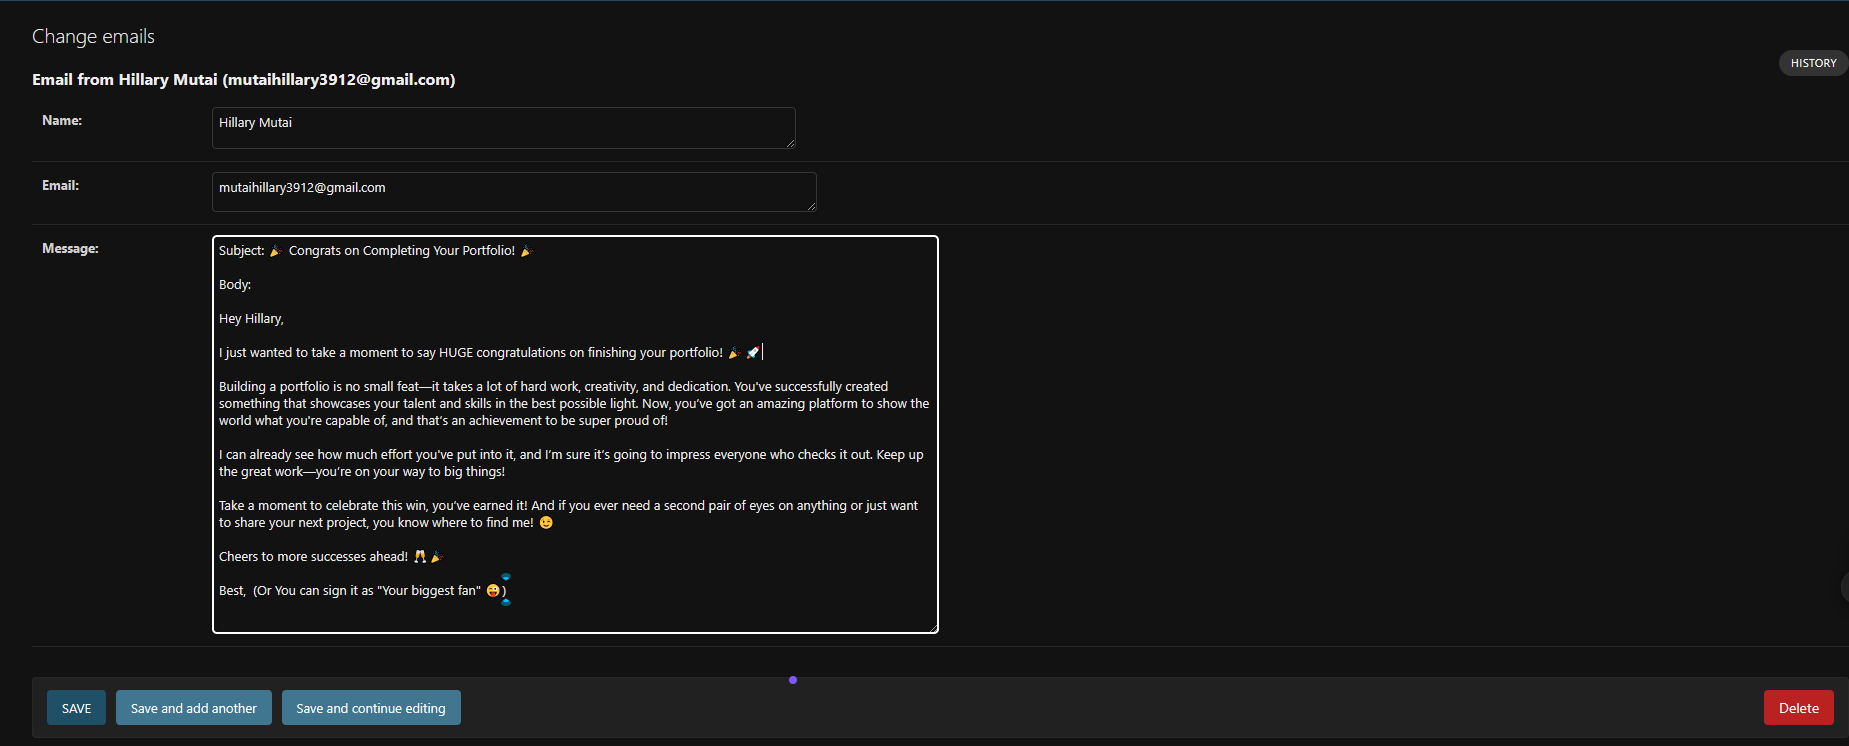 Change emails
HISTORY
Email from Hillary Mutai (mutaihillary3912@gmail.com)
Name:
Hillary Mutai
Email:
mutaihillary3912@gmail.com
Message:
Subject: 🎉 Congrats on Completing Your Portfolio! 🎉
Body:
Hey Hillary,
I just wanted to take a moment to say HUGE congratulations on finishing your portfolio! 🎉 🚀
Building a portfolio is no small feat—it takes a lot of hard work, creativity, and dedication. You've successfully created
something that showcases your talent and skills in the best possible light. Now, you’ve got an amazing platform to show the
world what you're capable of, and that’s an achievement to be super proud of!
I can already see how much effort you've put into it, and I’m sure it’s going to impress everyone who checks it out. Keep up
the great work—you’re on your way to big things!
Take a moment to celebrate this win, you’ve earned it! And if you ever need a second pair of eyes on anything or just want
to share your next project, you know where to find me! 😉
Cheers to more successes ahead! 🥂 🎉
Best,  (Or You can sign it as "Your biggest fan" 😜)
SAVE
Save and add another
Save and continue editing
Delete